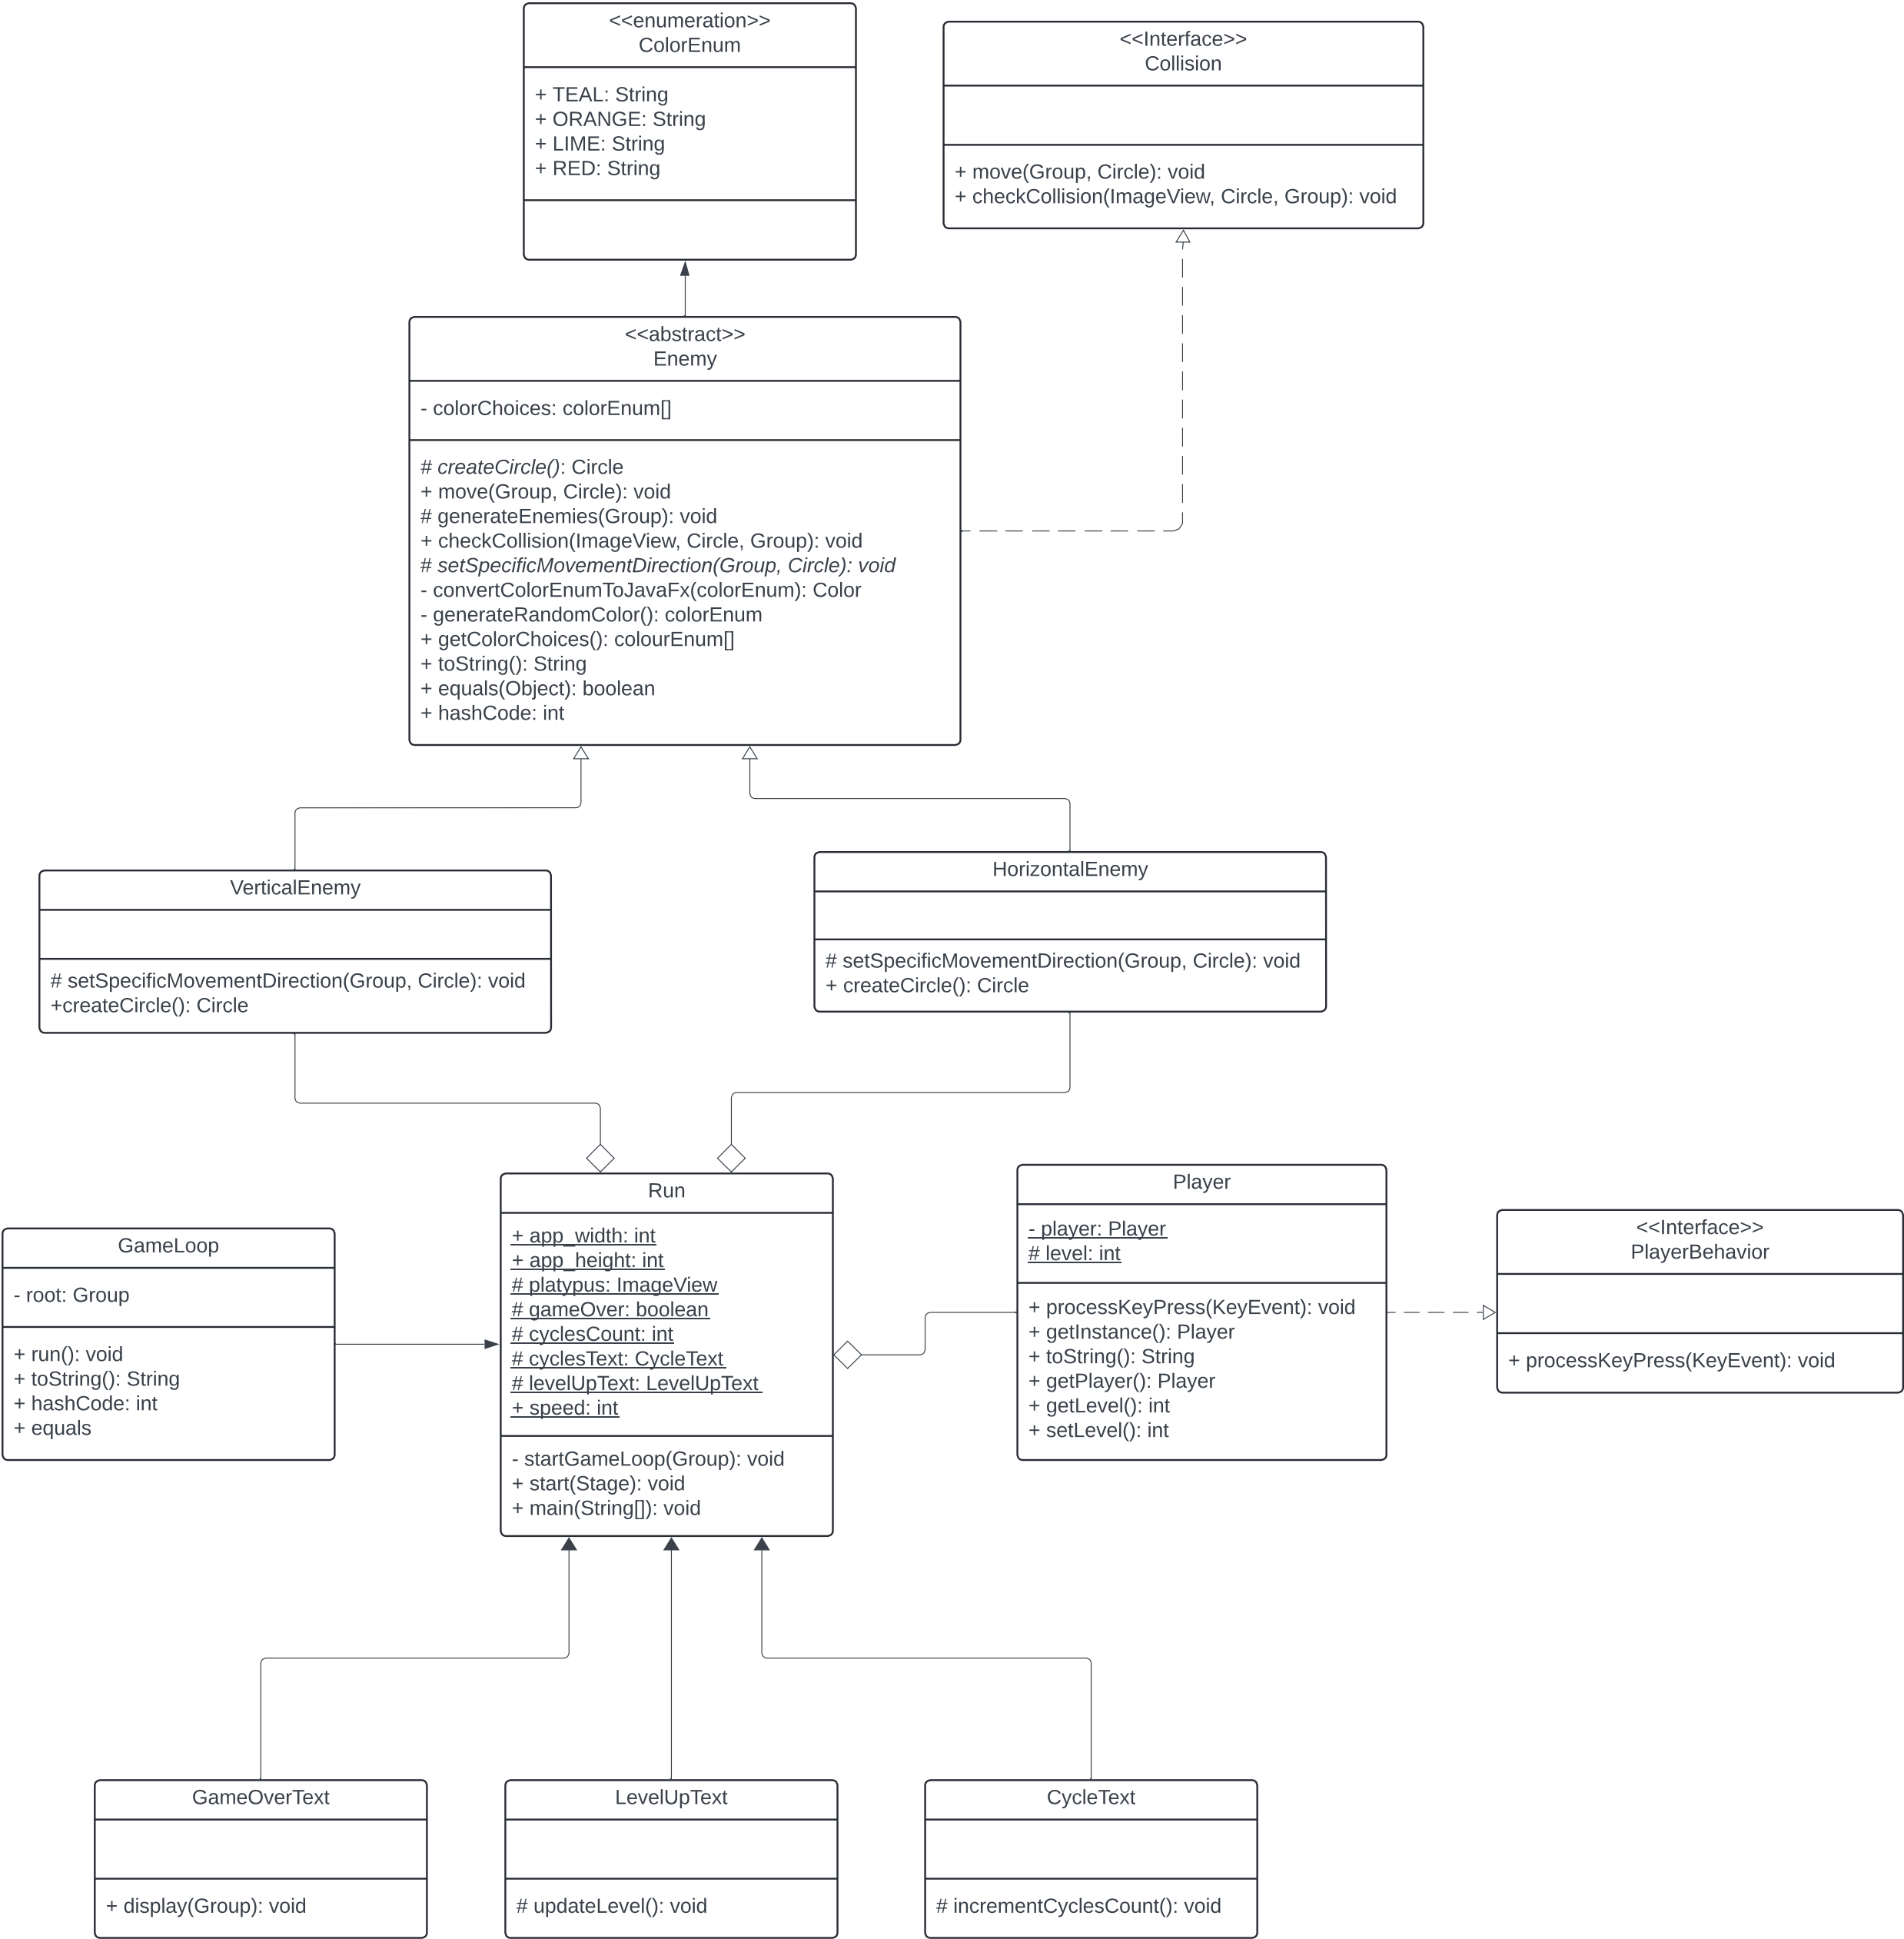 <<enumeration>>
ColorEnum
+ TEAL: String
+ ORANGE: String
+ LIME: String
+ RED: String
<<Interface>>
Collision
+ move(Group, Circle): void
+ checkCollision(ImageView, Circle, Group): void
<<abstract>>
Enemy
- colorChoices: colorEnum[]
# createCircle(): Circle
+ move(Group, Circle): void
# generateEnemies(Group): void
+ checkCollision(ImageView, Circle, Group): void
# setSpecificMovementDirection(Group, Circle): void
- convertColorEnumToJavaFx(colorEnum): Color
- generateRandomColor(): colorEnum
+ getColorChoices(): colourEnum[]
+ toString(): String
+ equals(Object): boolean
+ hashCode: int
VerticalEnemy
# setSpecificMovementDirection(Group, Circle): void
+createCircle(): Circle
HorizontalEnemy
# setSpecificMovementDirection(Group, Circle): void
+ createCircle(): Circle
GameLoop
- root: Group
+ run(): void
+ toString(): String
+ hashCode: int
+ equals
Run
+ app_width: int
+ app_height: int
# platypus: ImageView
# gameOver: boolean
# cyclesCount: int
# cyclesText: CycleText
# levelUpText: LevelUpText
+ speed: int
- startGameLoop(Group): void
+ start(Stage): void
+ main(String[]): void
Player
- player: Player
# level: int
+ processKeyPress(KeyEvent): void
+ getInstance(): Player
+ toString(): String
+ getPlayer(): Player
+ getLevel(): int
+ setLevel(): int
<<Interface>>
PlayerBehavior
+ processKeyPress(KeyEvent): void
GameOverText
+ display(Group): void
LevelUpText
# updateLevel(): void
CycleText
# incrementCyclesCount(): void